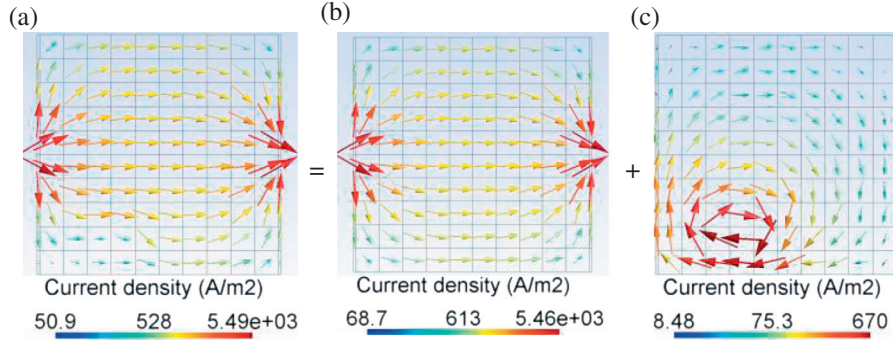 (a) (b) (c)
= +
Current density (A/m2) Current density (A/m2) Current density (A/m2)
50.9 528 5.49e+03 68.7 613 5.46e+03 8.48 75.3 670